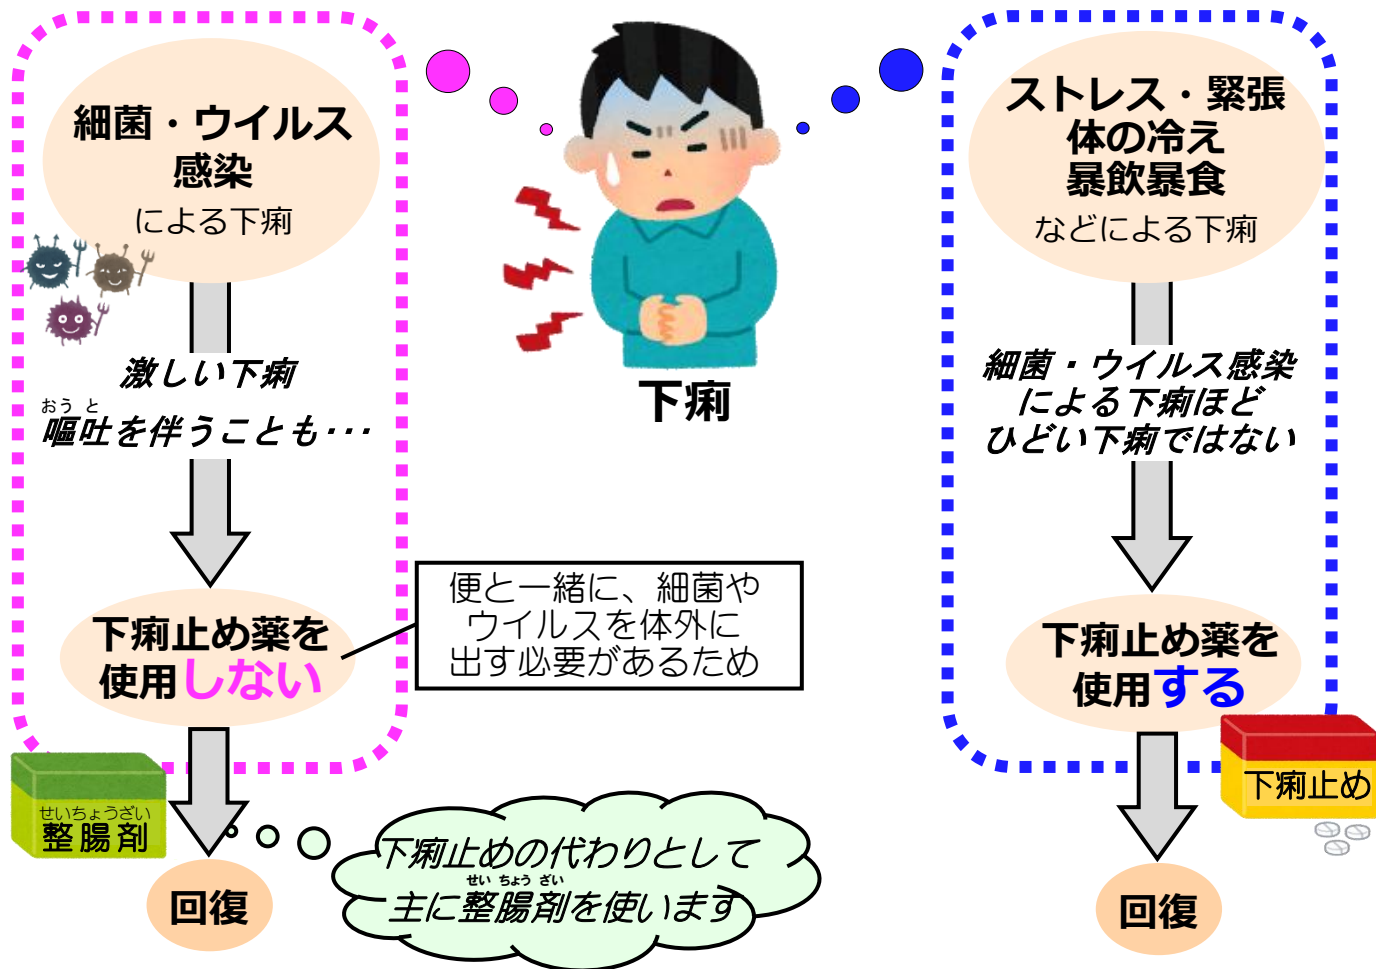 細菌・ウイルス
感染
による下痢
激しい下痢
おう と
嘔吐を伴うことも･･･
下痢止め薬を
使用しない
便と一緒に、細菌や
ウイルスを体外に
出す必要があるため
せいちょうざい
整腸剤
回復
下痢止めの代わりとして
せい ちょう ざい
主に整腸剤を使います
下痢
ストレス・緊張
体の冷え
暴飲暴食
などによる下痢
細菌・ウイルス感染
による下痢ほど
ひどい下痢ではない
下痢止め薬を
使用する
下痢止め
回復